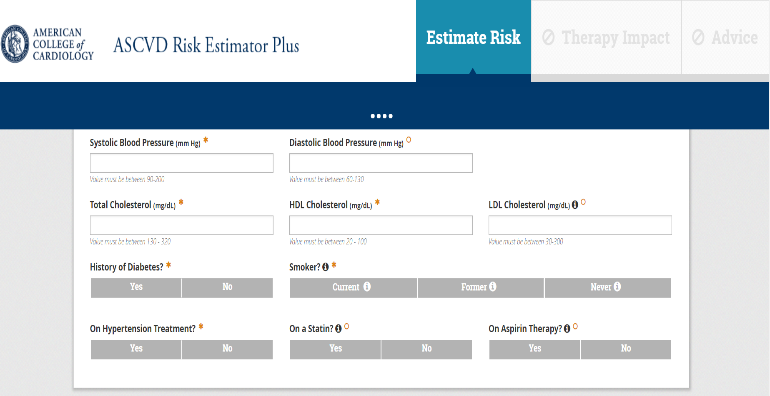 AMERICAN
COLLEGE of
CARDIOLOGY
ASCVD Risk Estimator Plus
Estimate Risk
Therapy Impact
Advice
Systolic Blood Pressure (mm Hg) *
Diastolic Blood Pressure (mm Hg) O
Value must be between 90-200
Value must be between 60-130
Total Cholesterol (mg/dL) *
HDL Cholesterol (mg/dL) *
LDL Cholesterol (mg/dL) O
Value must be between 130 - 320
Value must be between 20 - 100
Value must be between 30-300
History of Diabetes? *
Smoker? *
Yes
No
Current
Former
Never
On Hypertension Treatment? *
On a Statin? O
On Aspirin Therapy? O
Yes
No
Yes
No
Yes
No